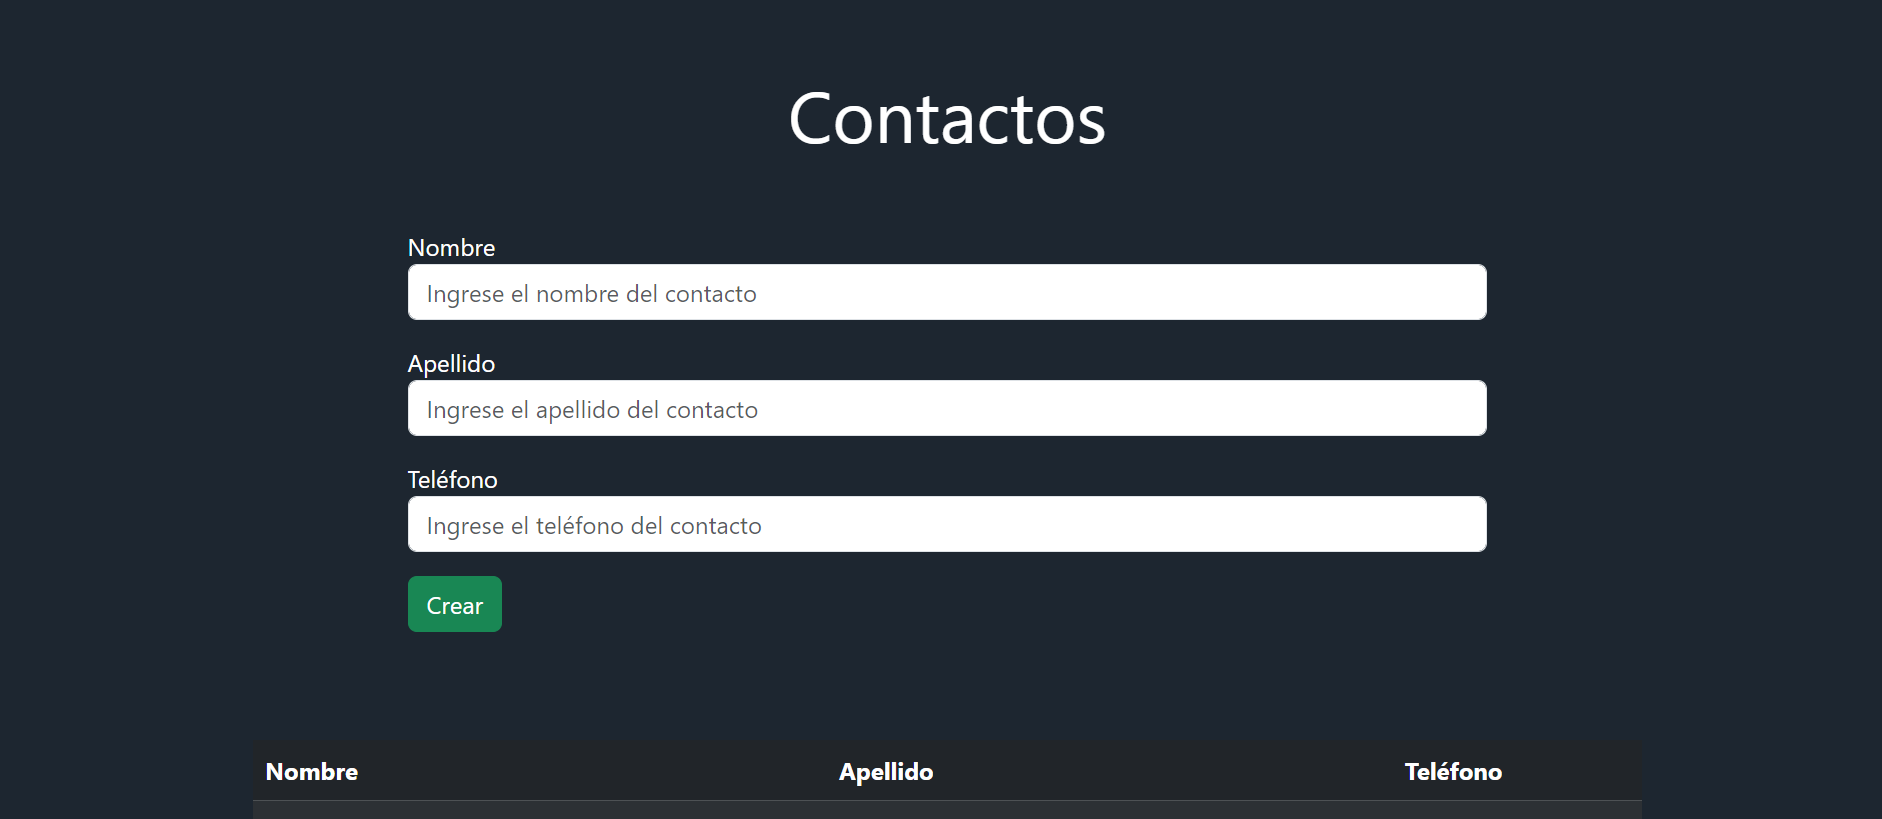 Contactos
Nombre
Ingrese el nombre del contacto
Apellido
Ingrese el apellido del contacto
Teléfono
Ingrese el teléfono del contacto
Crear
Nombre Apellido Teléfono